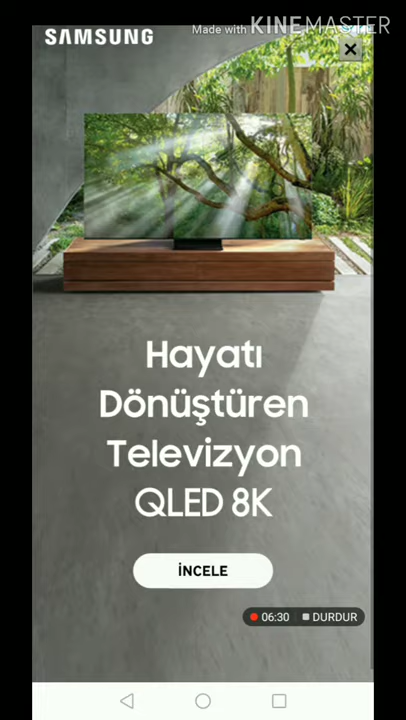 SAMSUNG
Made with KINEMASTER
Hayatı
Dönüştüren
Televizyon
QLED 8K
İNCELE
06:30 DURDUR